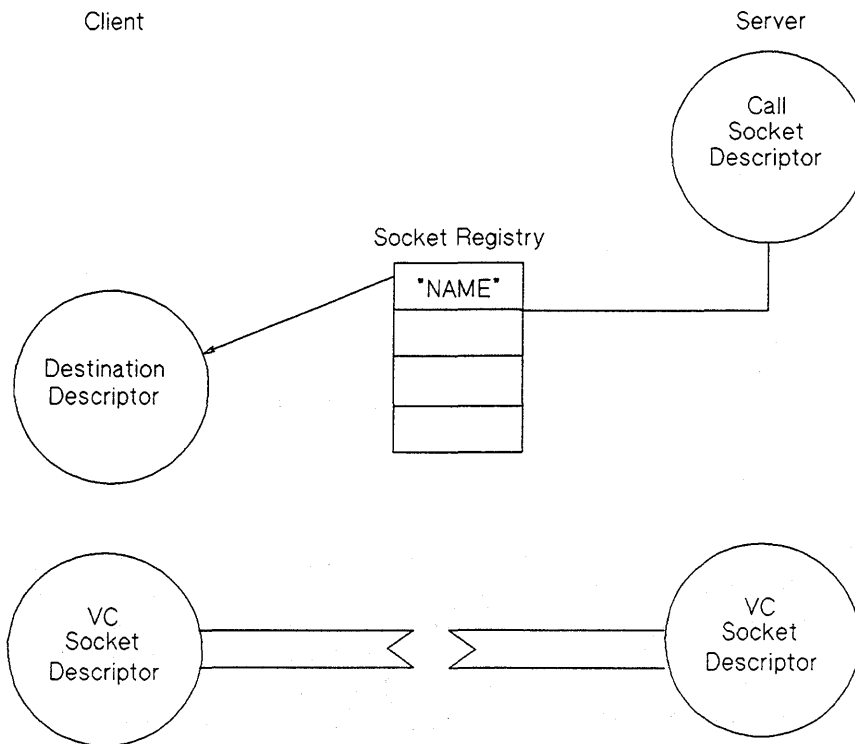 Client
Server
Call
Socket
Descriptor
Socket Registry
"NAME"
Destination
Descriptor
VC
Socket
Descriptor
VC
Socket
Descriptor